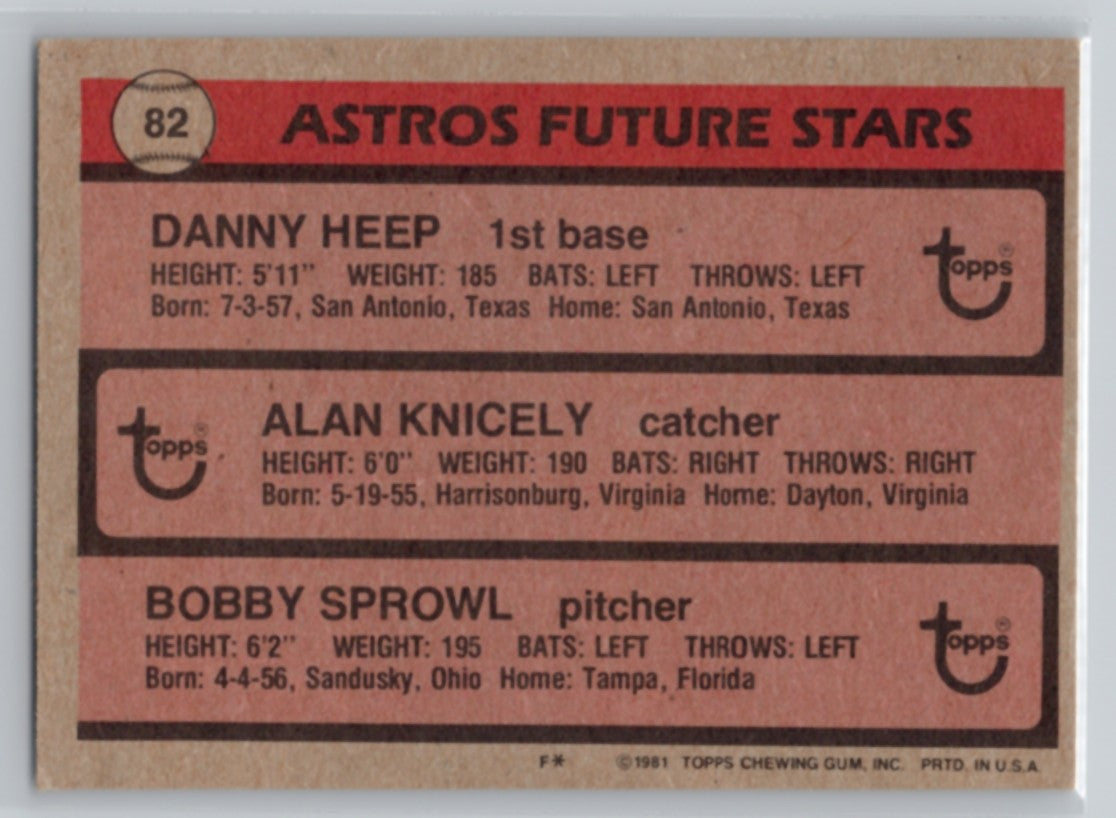 82
ASTROS FUTURE STARS
DANNY HEEP 1st base
HEIGHT: 5'11" WEIGHT: 185 BATS: LEFT THROWS: LEFT
Born: 7-3-57, San Antonio, Texas Home: San Antonio, Texas
Topps®
ALAN KNICELY catcher
HEIGHT: 6'0" WEIGHT: 190 BATS: RIGHT THROWS: RIGHT
Born: 5-19-55, Harrisonburg, Virginia Home: Dayton, Virginia
Topps®
BOBBY SPROWL pitcher
HEIGHT: 6'2" WEIGHT: 195 BATS: LEFT THROWS: LEFT
Born: 4-4-56, Sandusky, Ohio Home: Tampa, Florida
Topps®
F* ©1981 TOPPS CHEWING GUM, INC. PRTD. IN U.S.A.